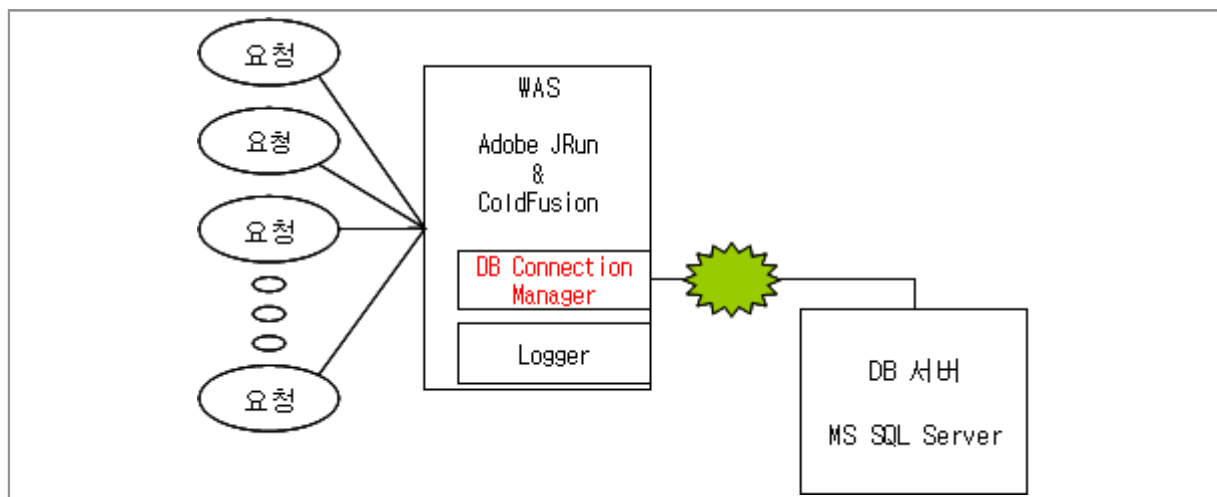 요청
요청
요청
요청
WAS
Adobe JRun
&
ColdFusion
DB Connection
Manager
Logger
DB 서버
MS SQL Server